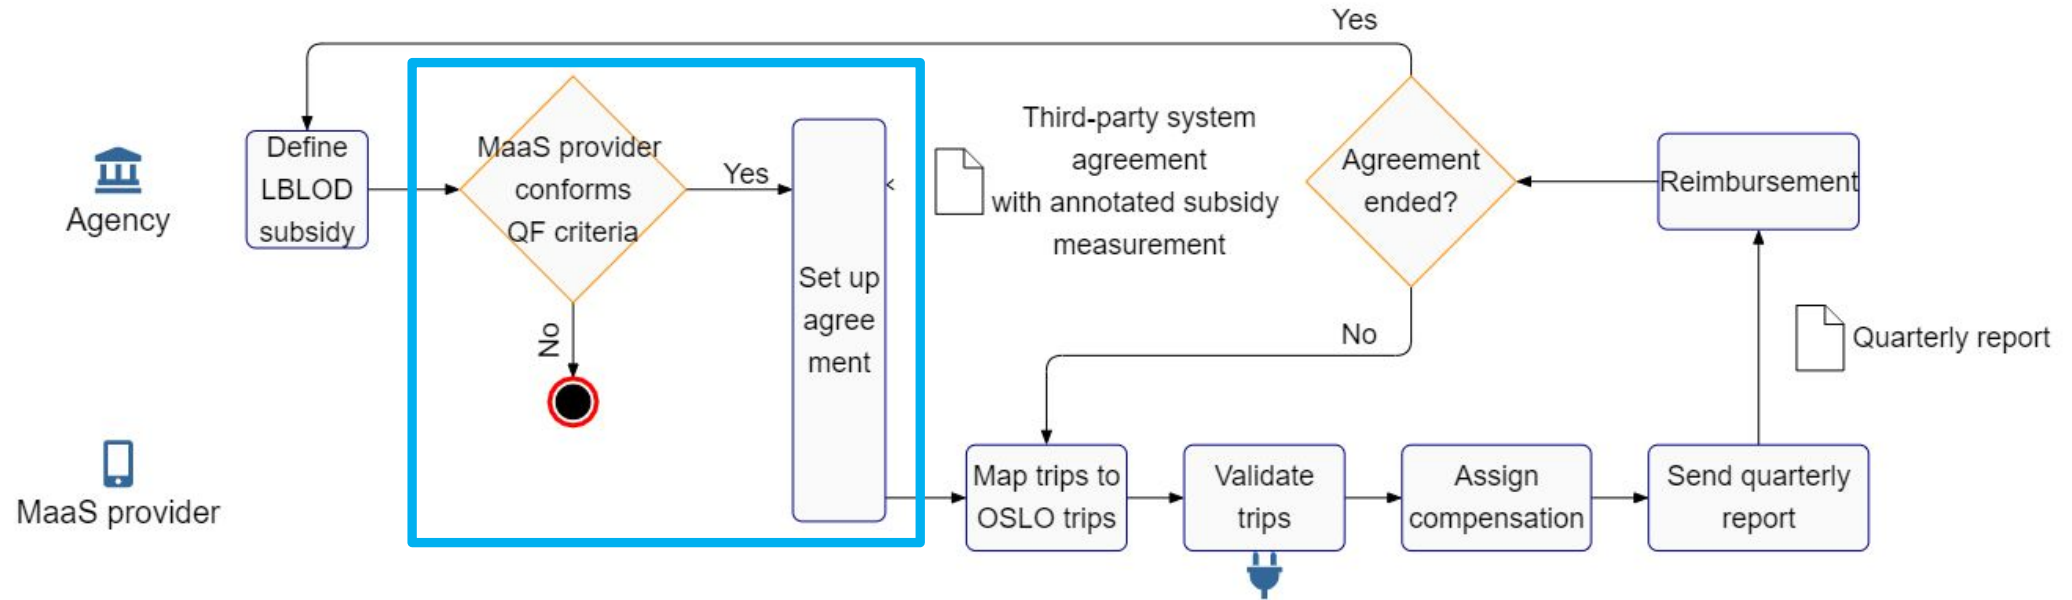 Yes
Agency
Define
LBLOD
subsidy
MaaS provider
conforms
QF criteria
Yes
No
Set up
agree
ment
Third-party system
agreement
with annotated subsidy
measurement
Agreement
ended?
No
Reimbursement
Quarterly report
MaaS provider
Map trips to
OSLO trips
Validate
trips
Assign
compensation
Send quarterly
report